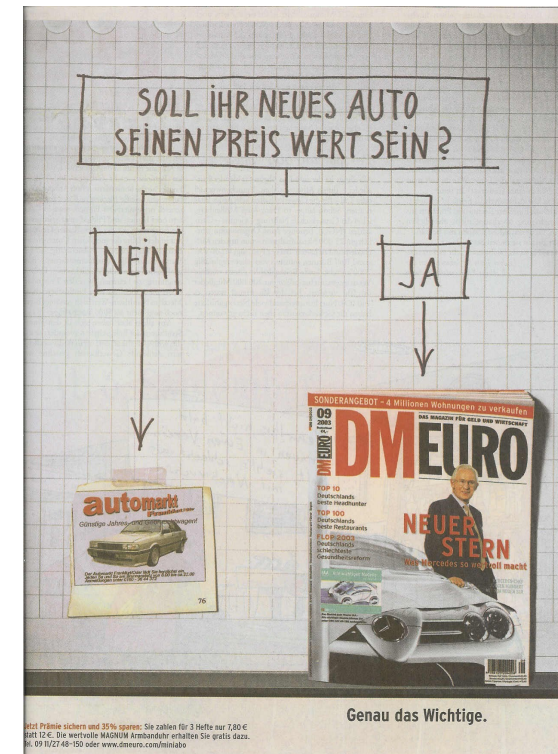 SOLL IHR NEUES AUTO
SEINEN PREIS WERT SEIN?
NEIN
JA
automarkt
76
SONDERANGEBOT – 4 Millionen Wohnungen zu verkaufen
09
2003
DAS MAGAZIN FÜR GELD UND WIRTSCHAFT
DM EURO
DMEURO
TOP 10
Deutschlands
beste Headhunter
TOP 100
Deutschlands
beste Restaurants
FLOP 2003
Deutschlands
schlechteste
Gesundheitsreform
NEUER
STERN
Genau das Wichtige.
Jetzt Prämie sichern und 35% sparen: Sie zahlen für 3 Hefte nur 7,80 €
statt 12 €. Die wertvolle MAGNUM Armbanduhr erhalten Sie gratis dazu.
Tel. 09 11/27 48-150 oder www.dmeuro.com/miniabo